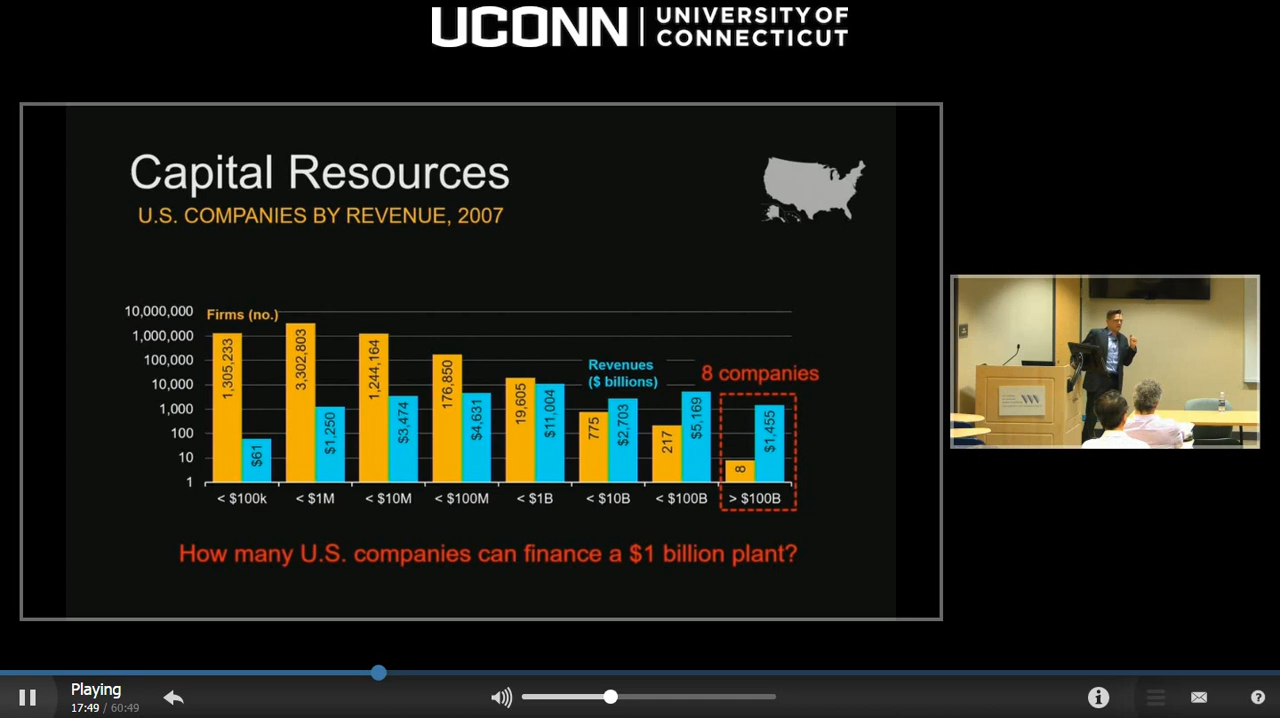 UCONN
UNIVERSITY OF
CONNECTICUT
Capital Resources
U.S. COMPANIES BY REVENUE, 2007
10,000,000
1,000,000
100,000
10,000
1,000
100
10
1
Firms (no.)
Revenues
($ billions)
8 companies
1,305,233
$61
3,302,803
$1,250
1,244,164
$3,474
176,850
$4,631
19,605
$11,004
775
$2,703
217
$5,169
8
$1,455
< $100k
< $1M
< $10M
< $100M
< $1B
< $10B
< $100B
> $100B
How many U.S. companies can finance a $1 billion plant?
Playing
17:49 / 60:49